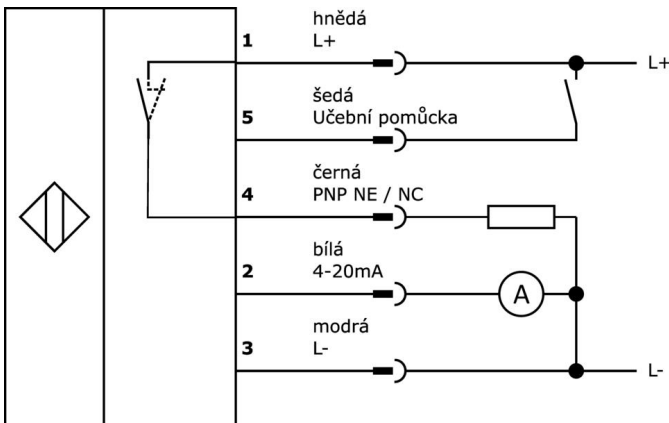 hnědá
1 L+
L+
šedá
5 Učební pomůcka
černá
4 PNP NE / NC
bílá
2 4-20mA
A
modrá
3 L-
L-